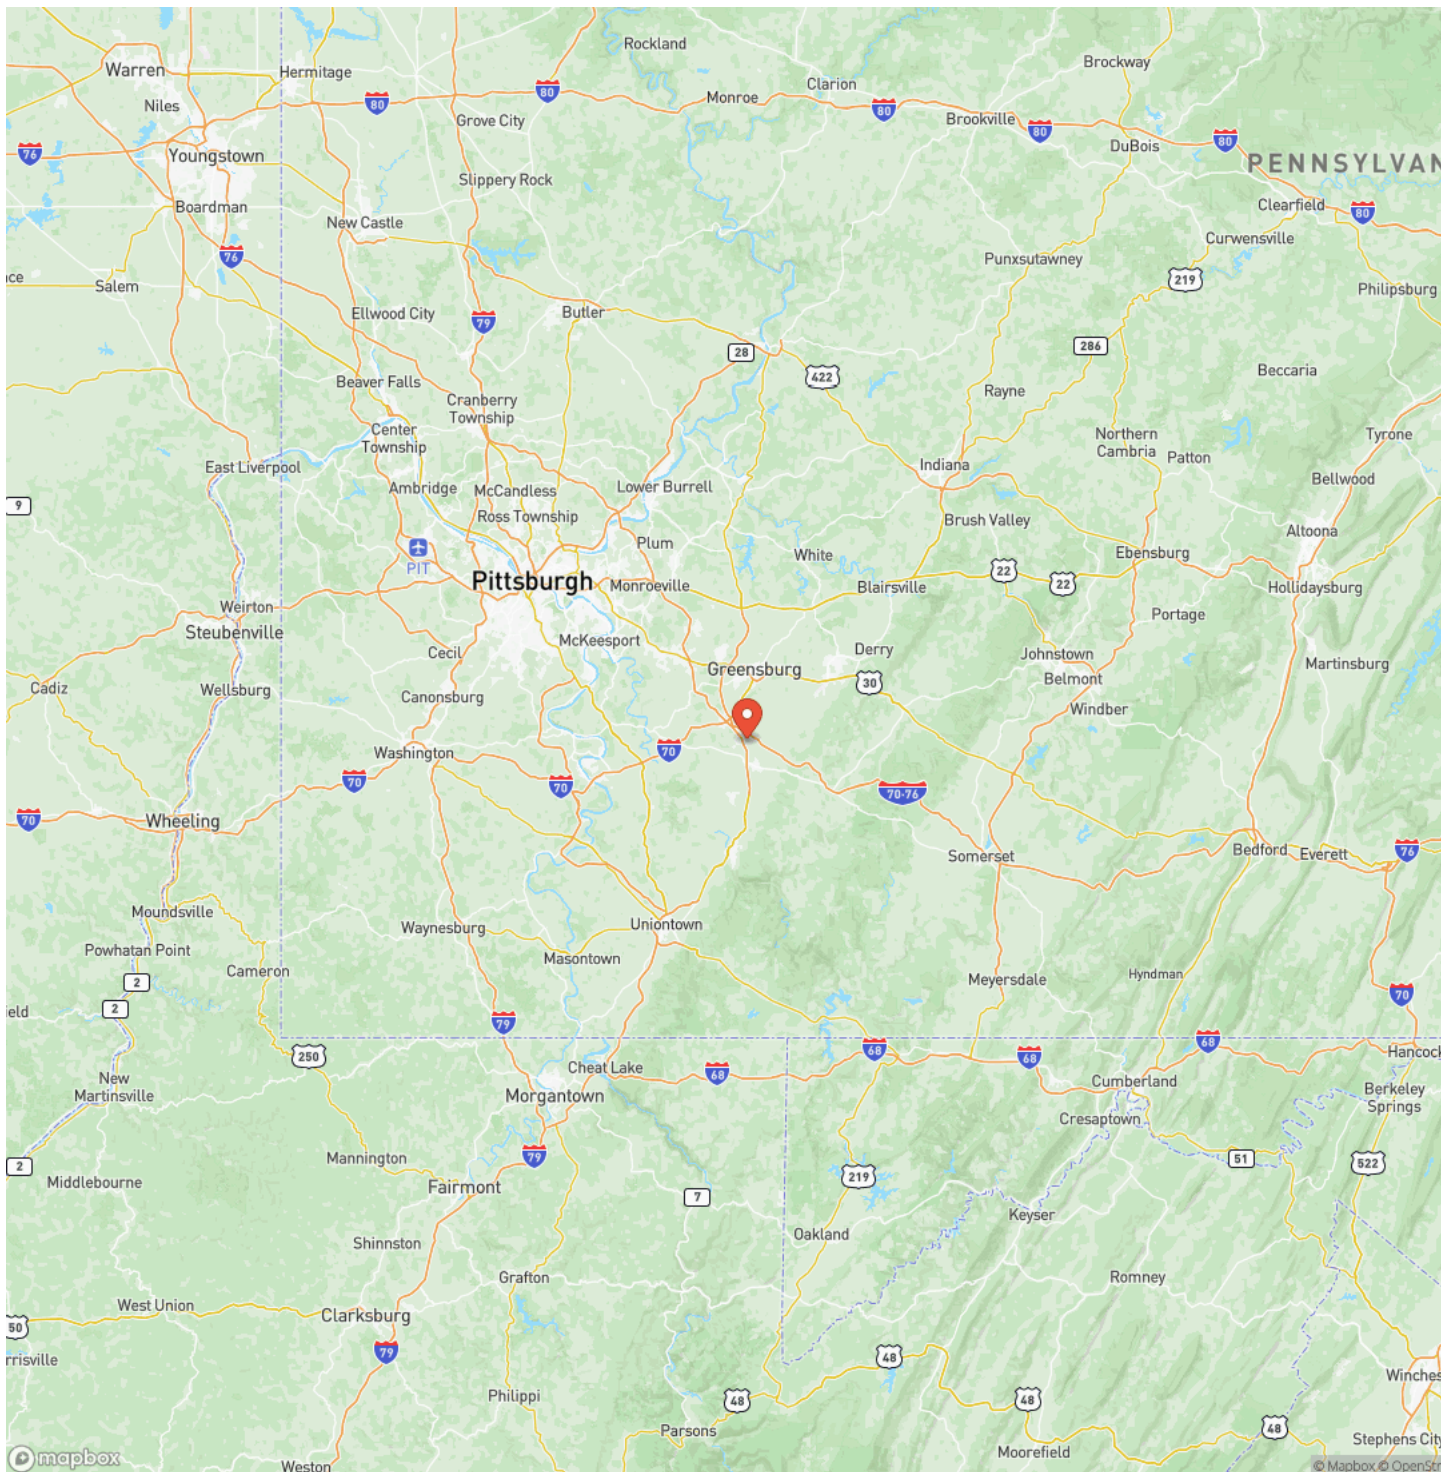 Rockland
Brockway
Warren
Hermitage
Clarion
80
80
Monroe
80
Niles
Grove City
Brookville
80
80
DuBois
76
Youngstown
PENNSYLVAN
Slippery Rock
Boardman
Clearfield
80
New Castle
Curwensville
76
Punxsutawney
ce
Salem
219
Philipsburg
Ellwood City
79
Butler
286
28
422
Beccaria
Beaver Falls
Rayne
Cranberry
Township
Center
Township
Northern
Cambria
Tyrone
East Liverpool
Indiana
Patton
Ambridge
McCandless
Lower Burrell
Bellwood
9
Ross Township
Brush Valley
Altoona
PIT
Plum
White
Ebensburg
Pittsburgh
Monroeville
Blairsville
22
22
Hollidaysburg
Weirton
Portage
Steubenville
McKeesport
Cecil
Derry
Johnstown
Greensburg
Martinsburg
Cadiz
Wellsburg
Canonsburg
30
Belmont
Windber
Washington
70
70
70
70-76
70
Wheeling
Somerset
Bedford
Everett
76
Moundsville
Waynesburg
Uniontown
Powhatan Point
Masontown
Cameron
Meyersdale
Hyndman
2
2
70
eld
79
250
68
68
68
Hancock
Cheat Lake
68
New
Martinsville
Morgantown
Cumberland
Berkeley
Springs
Cresaptown
2
Mannington
79
51
522
Middlebourne
Fairmont
7
219
Keyser
Shinnston
Oakland
Grafton
Romney
West Union
Clarksburg
50
79
48
rrisville
Winches
Philippi
48
48
48
Parsons
Stephens City
Moorefield
mapbox
Weston
© Mapbox © OpenStr